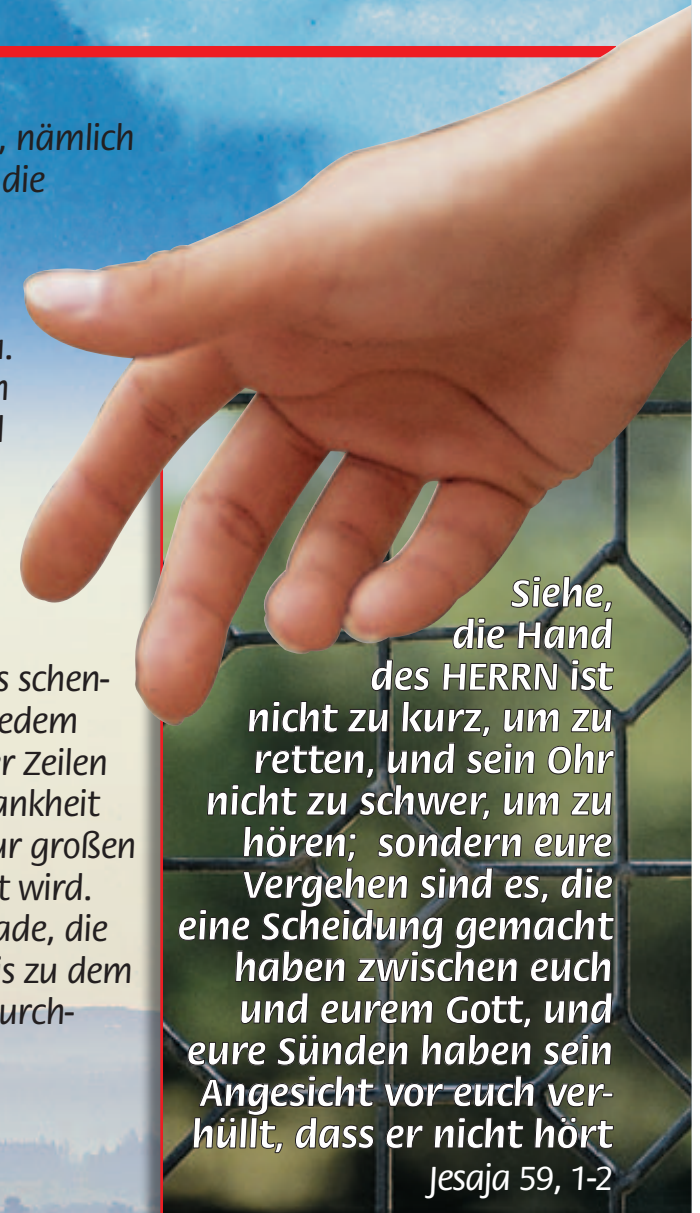 , nämlich
die
s schen-
edem
r Zeilen
ankheit
ur großen
t wird.
ade, die
is zu dem
urch-
Siehe,
die Hand
des HERRN ist
nicht zu kurz, um zu
retten, und sein Ohr
nicht zu schwer, um zu
hören; sondern eure
Vergehen sind es, die
eine Scheidung gemacht
haben zwischen euch
und eurem Gott, und
eure Sünden haben sein
Angesicht vor euch ver-
hüllt, dass er nicht hört
Jesaja 59, 1-2